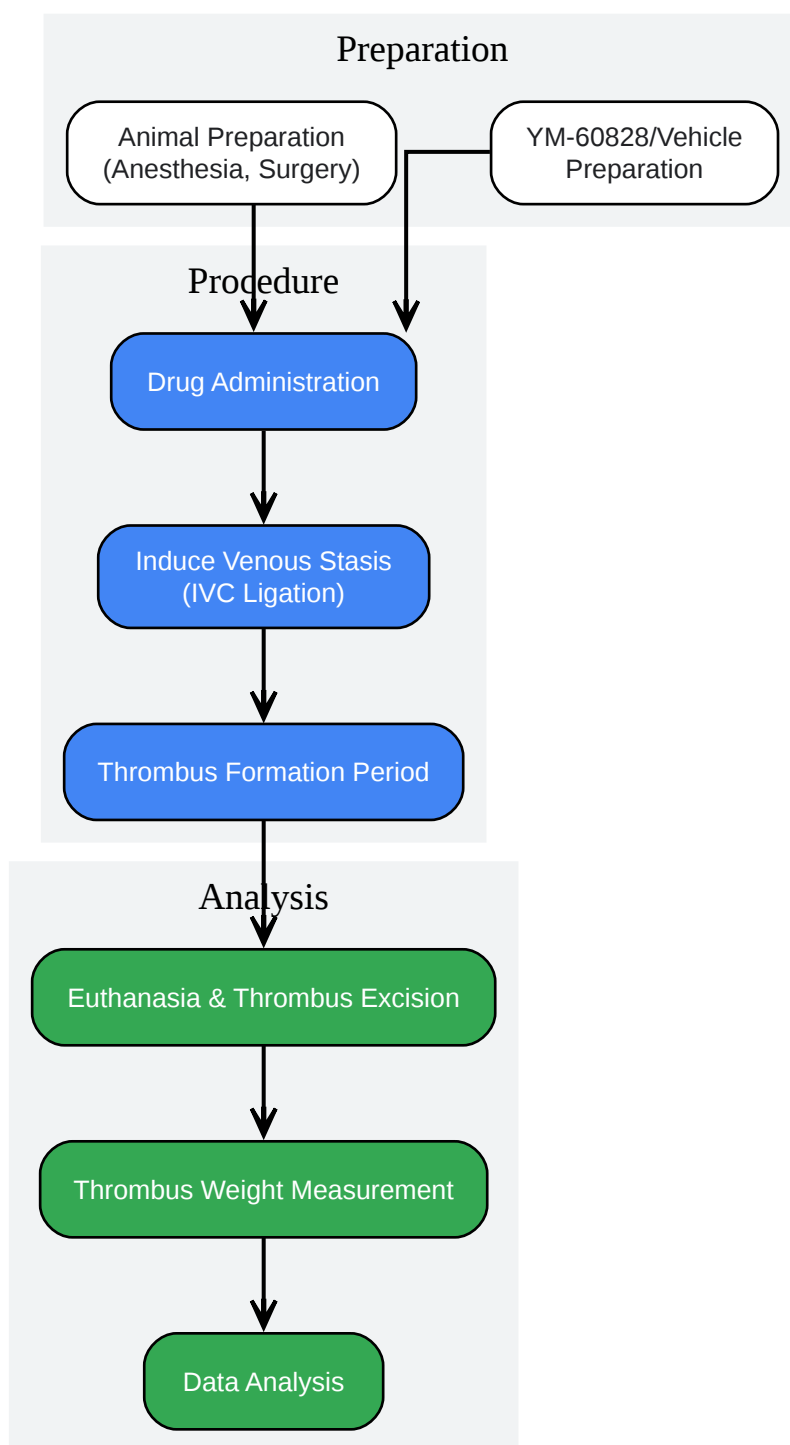 Preparation
Animal Preparation
(Anesthesia, Surgery)
YM-60828/Vehicle
Preparation
Procedure
Drug Administration
Induce Venous Stasis
(IVC Ligation)
Thrombus Formation Period
Analysis
Euthanasia & Thrombus Excision
Thrombus Weight Measurement
Data Analysis